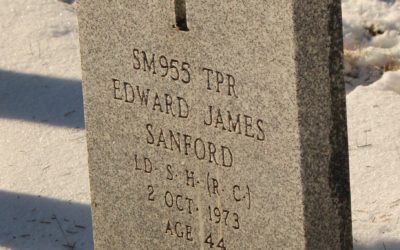 SM955 TPR
EDWARD JAMES
SANFORD
LD. S. H. (R. C.)
2 OCT. 1973
AGE 44